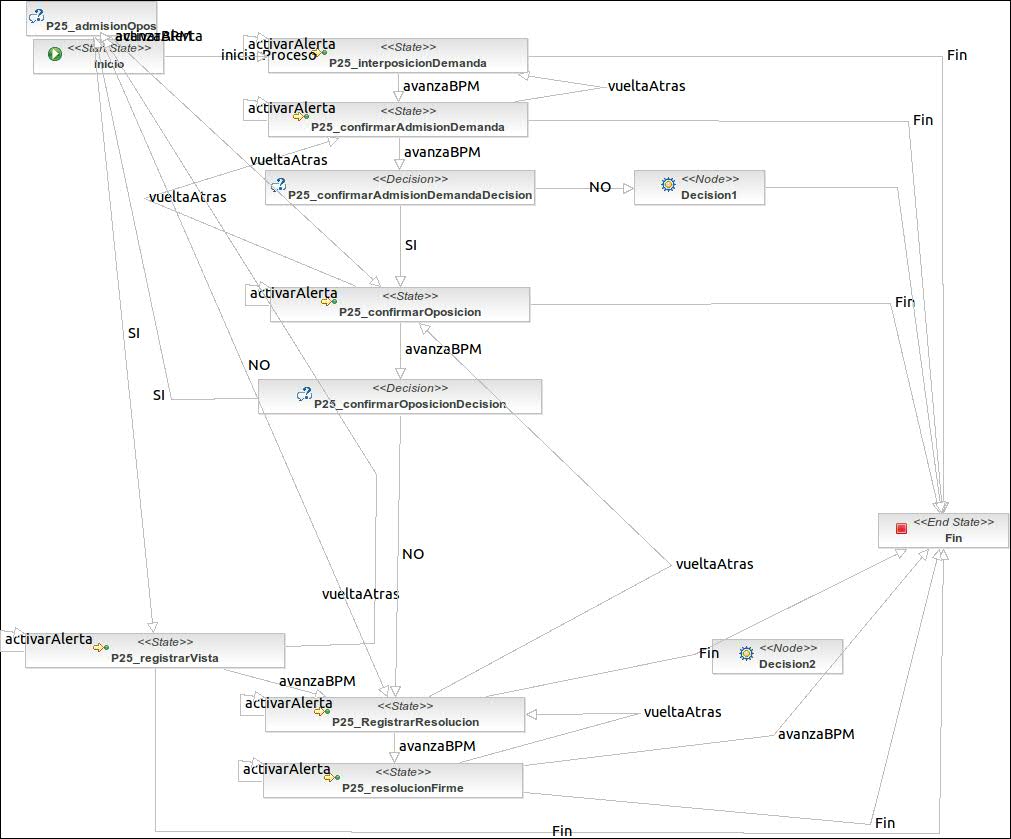 P25_admisionOpos
avanzaBPM
<<Start State>>
inicio
iniciaProceso
activarAlerta
<<State>>
P25_interposicionDemanda
Fin
avanzaBPM
vueltaAtras
activarAlerta
<<State>>
P25_confirmarAdmisionDemanda
Fin
avanzaBPM
vueltaAtras
<<Decision>>
P25_confirmarAdmisionDemandaDecision
NO
<<Node>>
Decision1
vueltaAtras
SI
activarAlerta
<<State>>
P25_confirmarOposicion
Fin
SI
avanzaBPM
NO
<<Decision>>
P25_confirmarOposicionDecision
SI
<<End State>>
Fin
NO
vueltaAtras
vueltaAtras
activarAlerta
<<State>>
P25_registrarVista
Fin
<<Node>>
Decision2
avanzaBPM
activarAlerta
<<State>>
P25_RegistrarResolucion
vueltaAtras
avanzaBPM
avanzaBPM
activarAlerta
<<State>>
P25_resolucionFirme
Fin
Fin